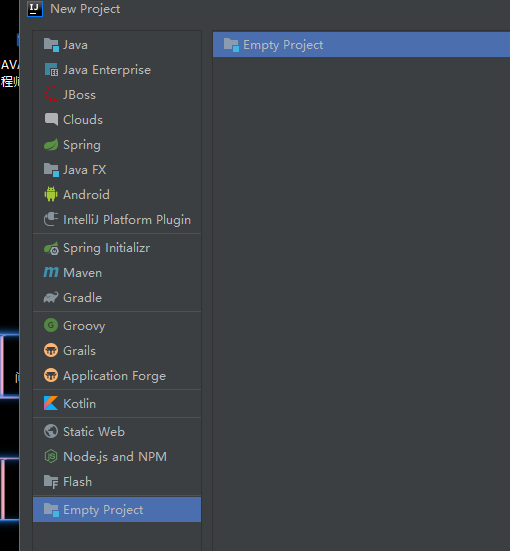 New Project
Java
Java Enterprise
JBoss
Clouds
Spring
Java FX
Android
IntelliJ Platform Plugin
Spring Initializr
Maven
Gradle
Groovy
Grails
Application Forge
Kotlin
Static Web
Node.js and NPM
Flash
Empty Project
Empty Project
AVA
程师